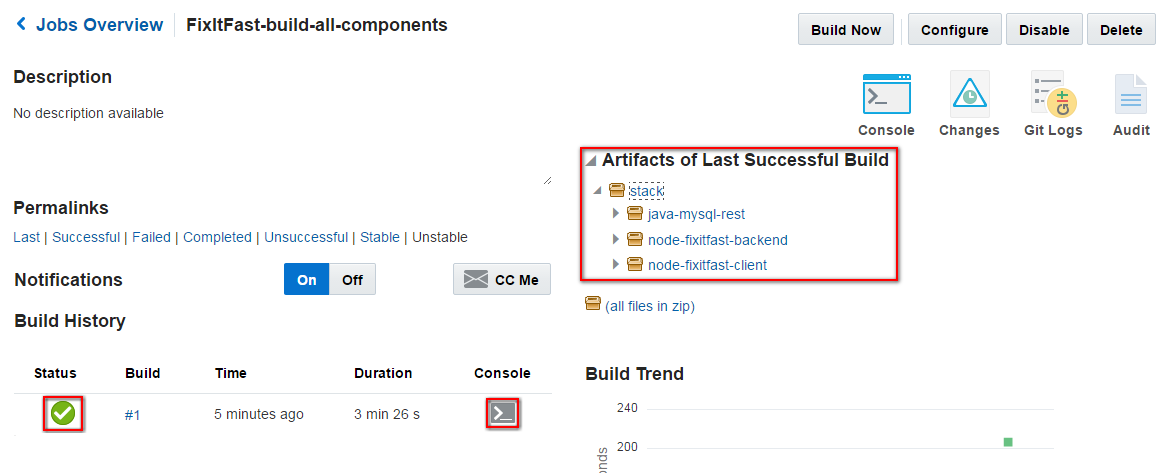 Jobs Overview FixItFast-build-all-components
Build Now Configure Disable Delete
Description
No description available
Console Changes Git Logs Audit
Git
Artifacts of Last Successful Build
stack
java-mysql-rest
node-fixitfast-backend
node-fixitfast-client
(all files in zip)
Permalinks
Last | Successful | Failed | Completed | Unsuccessful | Stable | Unstable
Notifications On Off CC Me
Build History
Status Build Time Duration Console
#1 5 minutes ago 3 min 26 s
Build Trend
240
200